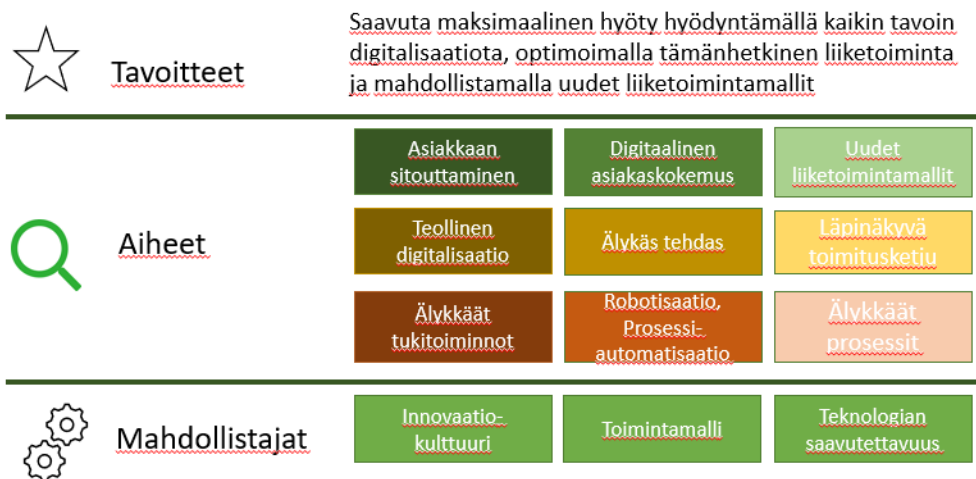 Tavoitteet
Saavuta maksimaalinen hyöty hyödyntämällä kaikin tavoin
digitalisaatiota, optimoimalla tämänhetkinen liiketoiminta
ja mahdollistamalla uudet liiketoimintamallit
Aiheet
Asiakkaan
sitouttaminen
Digitaalinen
asiakaskokemus
Uudet
liiketoimintamallit
Teollinen
digitalisaatio
Älykäs tehdas
Läpinäkyvä
toimitusketju
Älykkäät
tukitoiminnot
Robotisaatio,
Prosessi-
automatisaatio
Älykkäät
prosessit
Mahdollistajat
Innovaatio-
kulttuuri
Toimintamalli
Teknologian
saavutettavuus